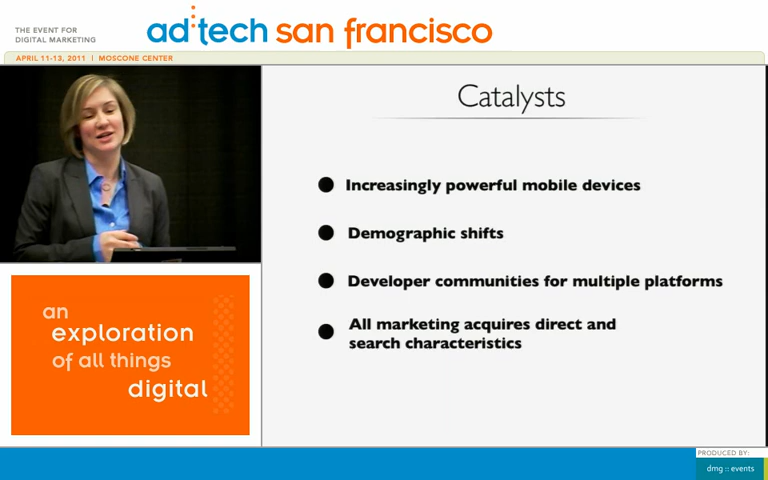 THE EVENT FOR
DIGITAL MARKETING
ad:tech san francisco
APRIL 11-13, 2011 | MOSCONE CENTER
Catalysts
Increasingly powerful mobile devices
Demographic shifts
Developer communities for multiple platforms
All marketing acquires direct and
search characteristics
an
exploration
of all things
digital
PRODUCED BY:
dmg :: events